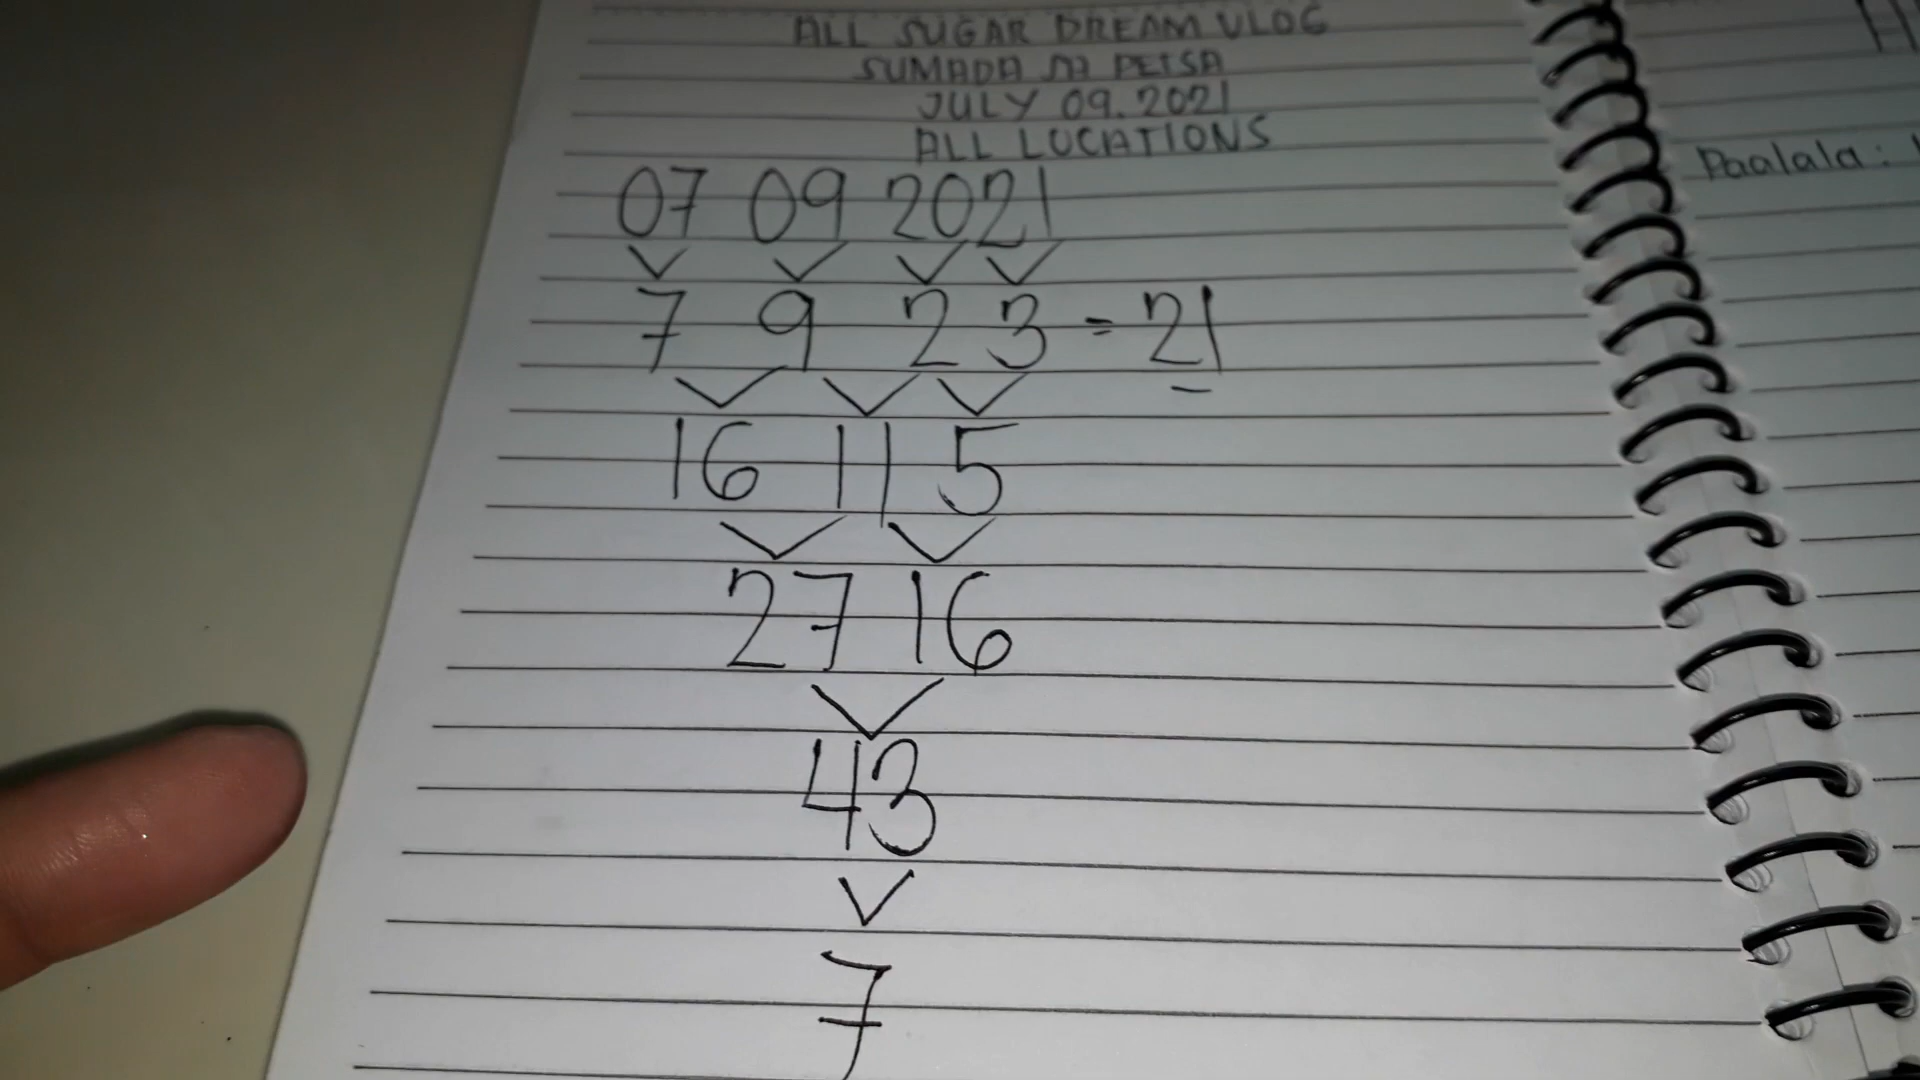 ALL SUGAR DREAM VLOG
SUMADA NA PETSA
JULY 09.2021
ALL LOCATIONS
07 09 2021
7 9 2 3 = 21
16 11 5
27 16
43
7
Paalala: